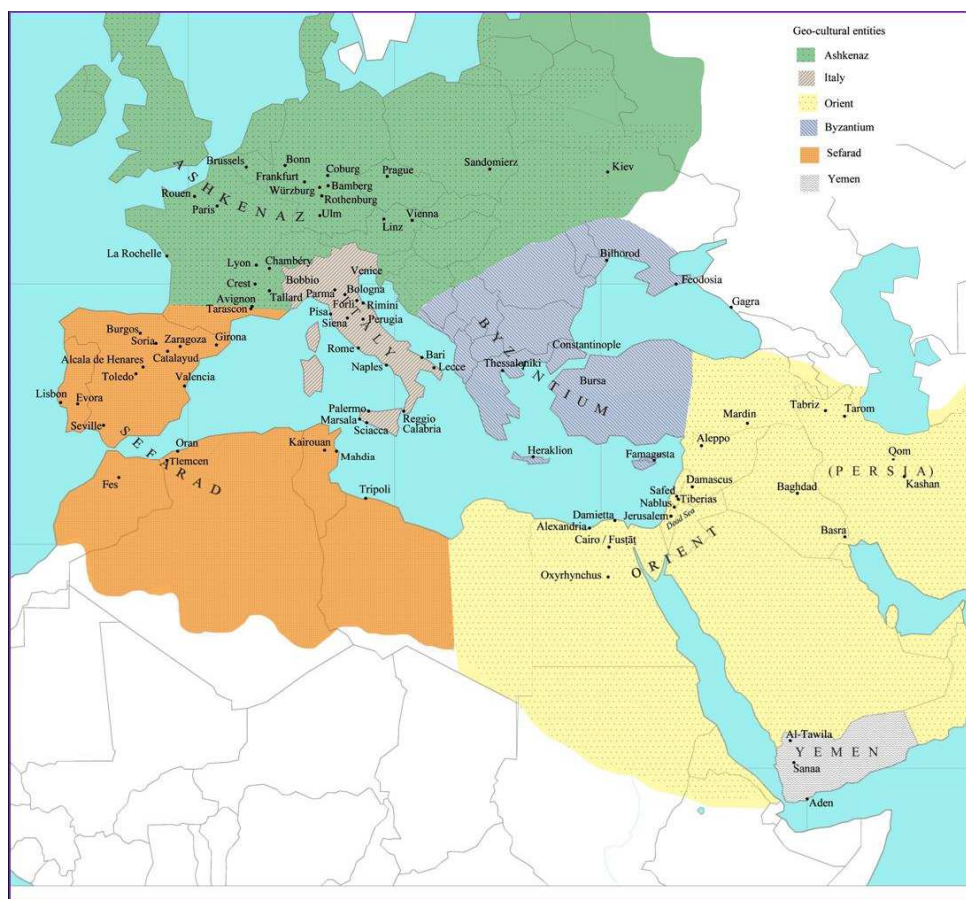 Geo-cultural entities
Ashkenaz
Italy
Orient
Byzantium
Sefarad
Yemen
ASHKENAZ
Brussels
Bonn
Frankfurt
Coburg
Würzburg
Bamberg
Rothenburg
Prague
Sandomierz
Kiev
Rouen
Paris
Ulm
Linz
Vienna
La Rochelle
Lyon
Chambéry
Crest
Tallard
Avignon
Tarascon
ITALY
Bobbio
Venice
Parma
Bologna
Forli
Rimini
Pisa
Siena
Perugia
Rome
Naples
Bari
Lecce
Palermo
Marsala
Sciacca
Reggio
Calabria
BYZANTIUM
Bilhorod
Feodosia
Gagra
Constantinople
Thessaloniki
Bursa
Heraklion
Famagusta
SEFARAD
Burgos
Soria
Zaragoza
Girona
Catalayud
Alcala de Henares
Toledo
Valencia
Lisbon
Evora
Seville
Oran
Tlemcen
Fes
Kairouan
Mahdia
Tripoli
ORIENT
Mardin
Tabriz
Tarom
Aleppo
Qom
(PERSIA)
Kashan
Damascus
Baghdad
Safed
Tiberias
Nablus
Jerusalem
Dead Sea
Basra
Damietta
Alexandria
Cairo / Fusṭāṭ
Oxyrhynchus
Al-Tawila
YEMEN
Sanaa
Aden